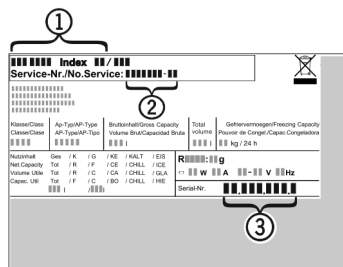 1
Index /
Service-Nr./No.Service: -
2
Klasse/Class Ap-Typ/AP-Type Bruttoinhalt/Gross Capacity Total Gefriervermoegen/Freezing Capacity
Classe/Clase AP-Type/AP-Tipo Volume Brut/Capacidad Bruta volume Pouvoir de Congel./Capac.Congeladora
l l kg / 24 h
Nutzinhalt Ges / K / G / KE / KALT / EIS
Net Capacity Tot / R / F / CE / CHILL / ICE
Volume Utile Tot / R / C / CA / CHILL / GLA
Capac. Util Tot / F / C / BO / CHILL / HIE
l / l
R : g
W A - V Hz
Serial-Nr. . . .
3